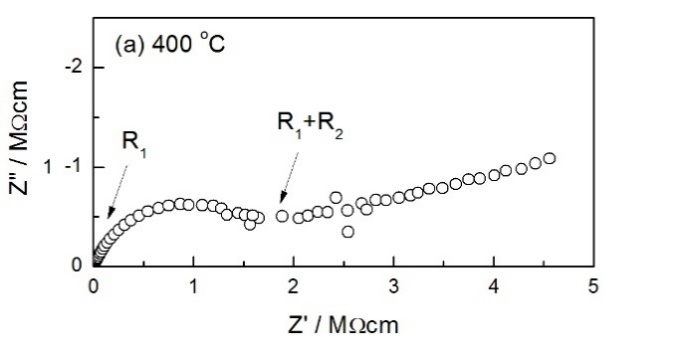 (a) 400 °C
-2
R₁+R₂
R₁
Z" / MΩcm
1 -1
0
0 1 2 3 4 5
Z' / MΩcm